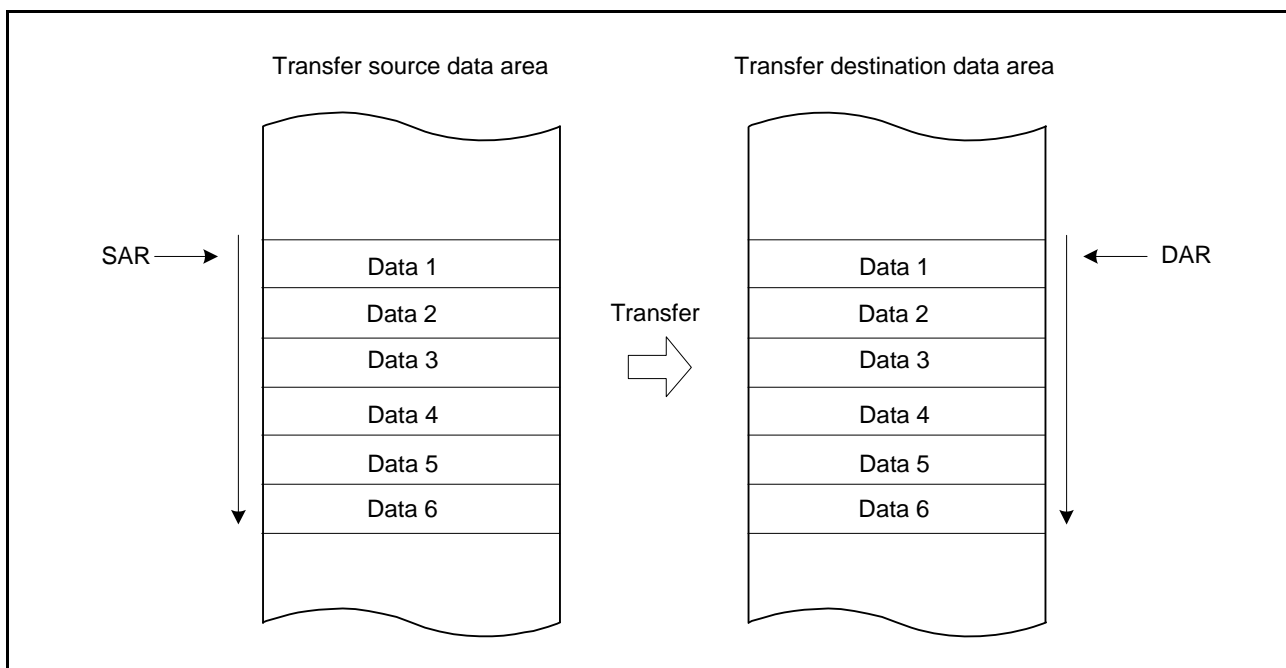 Transfer source data area
Transfer destination data area
SAR
Data 1
Data 2
Data 3
Data 4
Data 5
Data 6
Transfer
Data 1
Data 2
Data 3
Data 4
Data 5
Data 6
DAR